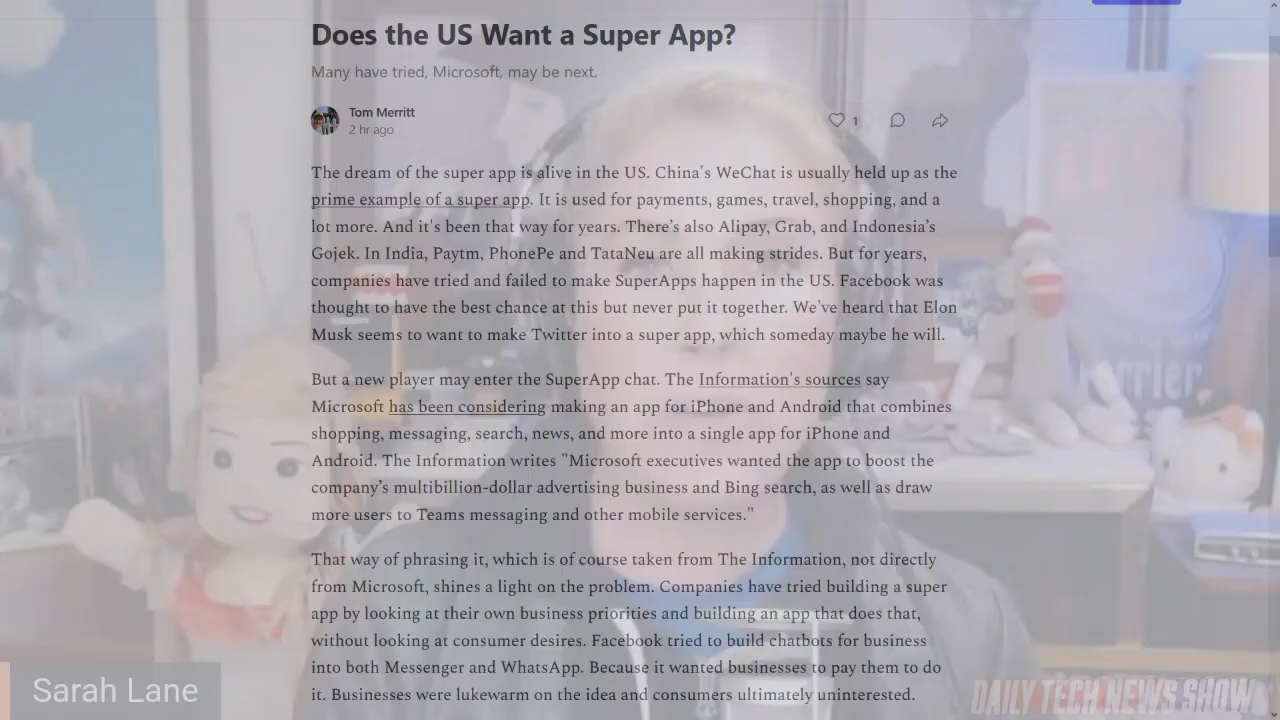 Does the US Want a Super App?
Many have tried, Microsoft, may be next.
Tom Merritt
2 hr ago
1
The dream of the super app is alive in the US. China's WeChat is usually held up as the
prime example of a super app. It is used for payments, games, travel, shopping, and a
lot more. And it's been that way for years. There’s also Alipay, Grab, and Indonesia’s
Gojek. In India, Paytm, PhonePe and TataNeu are all making strides. But for years,
companies have tried and failed to make SuperApps happen in the US. Facebook was
thought to have the best chance at this but never put it together. We've heard that Elon
Musk seems to want to make Twitter into a super app, which someday maybe he will.
But a new player may enter the SuperApp chat. The Information's sources say
Microsoft has been considering making an app for iPhone and Android that combines
shopping, messaging, search, news, and more into a single app for iPhone and
Android. The Information writes "Microsoft executives wanted the app to boost the
company’s multibillion-dollar advertising business and Bing search, as well as draw
more users to Teams messaging and other mobile services."
That way of phrasing it, which is of course taken from The Information, not directly
from Microsoft, shines a light on the problem. Companies have tried building a super
app by looking at their own business priorities and building an app that does that,
without looking at consumer desires. Facebook tried to build chatbots for business
into both Messenger and WhatsApp. Because it wanted businesses to pay them to do
it. Businesses were lukewarm on the idea and consumers ultimately uninterested.
Sarah Lane
DAILY TECH NEWS SHOW